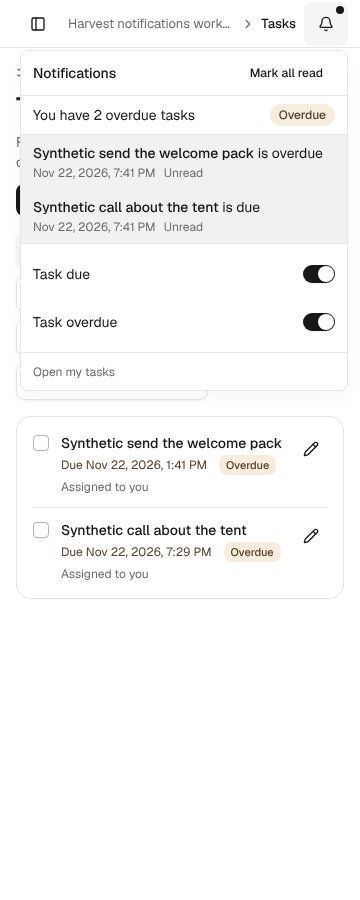 Harvest notifications work... > Tasks
Notifications
Mark all read
You have 2 overdue tasks
Overdue
Synthetic send the welcome pack is overdue
Nov 22, 2026, 7:41 PM Unread
Synthetic call about the tent is due
Nov 22, 2026, 7:41 PM Unread
Task due
Task overdue
Open my tasks
Synthetic send the welcome pack
Due Nov 22, 2026, 1:41 PM Overdue
Assigned to you
Synthetic call about the tent
Due Nov 22, 2026, 7:29 PM Overdue
Assigned to you